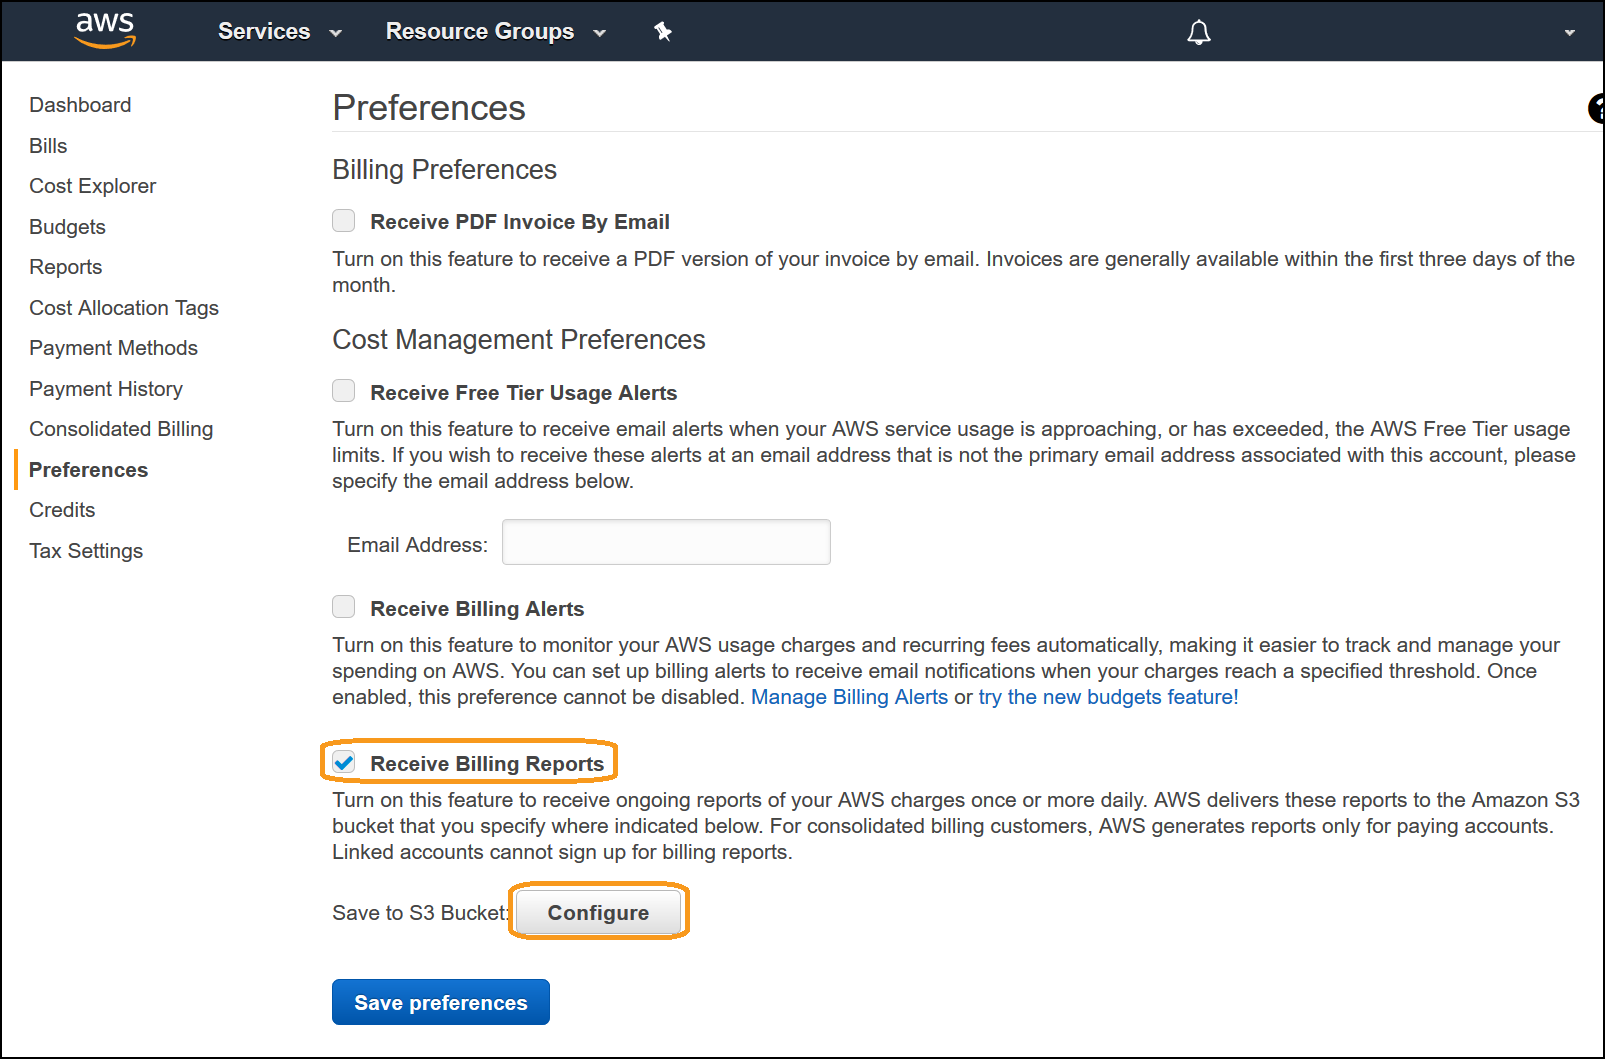 aws Services Resource Groups
Dashboard
Bills
Cost Explorer
Budgets
Reports
Cost Allocation Tags
Payment Methods
Payment History
Consolidated Billing
Preferences
Credits
Tax Settings
Preferences
?
Billing Preferences
Receive PDF Invoice By Email
Turn on this feature to receive a PDF version of your invoice by email. Invoices are generally available within the first three days of the
month.
Cost Management Preferences
Receive Free Tier Usage Alerts
Turn on this feature to receive email alerts when your AWS service usage is approaching, or has exceeded, the AWS Free Tier usage
limits. If you wish to receive these alerts at an email address that is not the primary email address associated with this account, please
specify the email address below.
Email Address:
Receive Billing Alerts
Turn on this feature to monitor your AWS usage charges and recurring fees automatically, making it easier to track and manage your
spending on AWS. You can set up billing alerts to receive email notifications when your charges reach a specified threshold. Once
enabled, this preference cannot be disabled. Manage Billing Alerts or try the new budgets feature!
Receive Billing Reports
Turn on this feature to receive ongoing reports of your AWS charges once or more daily. AWS delivers these reports to the Amazon S3
bucket that you specify where indicated below. For consolidated billing customers, AWS generates reports only for paying accounts.
Linked accounts cannot sign up for billing reports.
Save to S3 Bucket: Configure
Save preferences